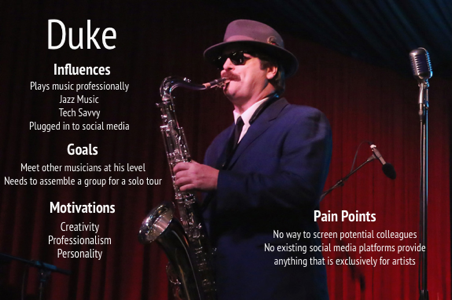 Duke
Influences
Plays music professionally
Jazz Music
Tech Savvy
Plugged in to social media
Goals
Meet other musicians at his level
Needs to assemble a group for a solo tour
Motivations
Creativity
Professionalism
Personality
Pain Points
No way to screen potential colleagues
No existing social media platforms provide
anything that is exclusively for artists